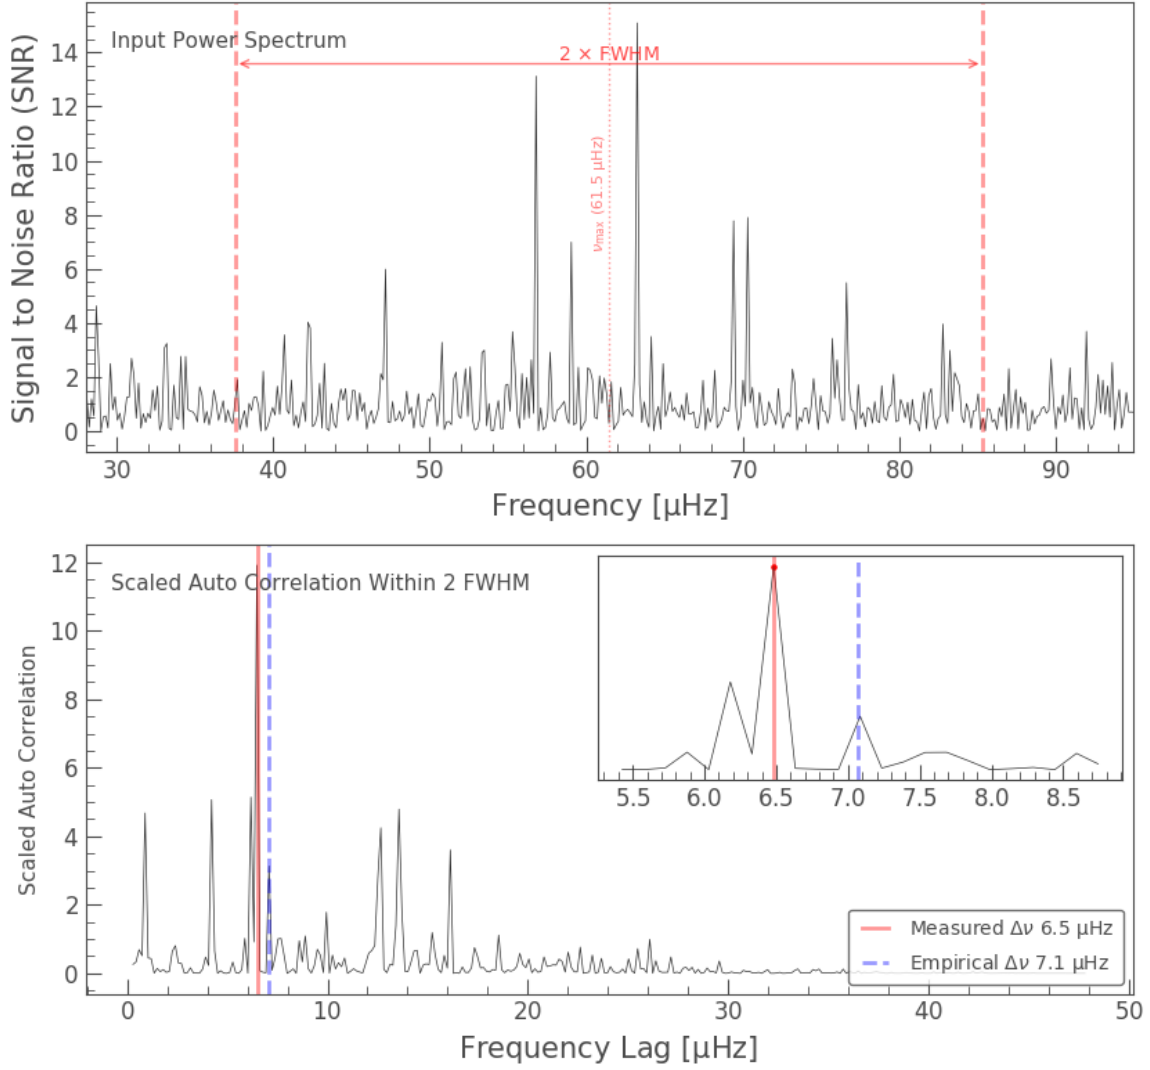 Input Power Spectrum
2 × FWHM
ν_max (61.5 µHz)
Signal to Noise Ratio (SNR)
14
12
10
8
6
4
2
0
30 40 50 60 70 80 90
Frequency [µHz]
Scaled Auto Correlation Within 2 FWHM
Scaled Auto Correlation
12
10
8
6
4
2
0
5.5 6.0 6.5 7.0 7.5 8.0 8.5
Measured Δν 6.5 µHz
Empirical Δν 7.1 µHz
0 10 20 30 40 50
Frequency Lag [µHz]